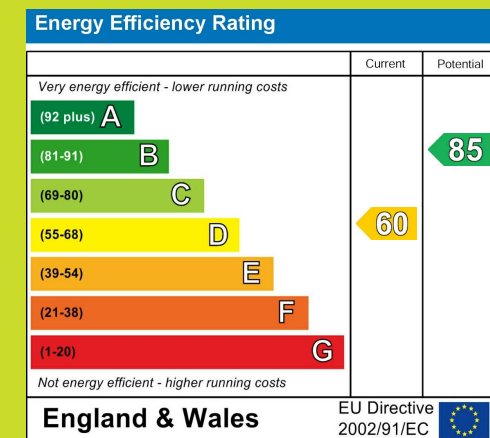 Energy Efficiency Rating
Current Potential
Very energy efficient - lower running costs
(92 plus) A
(81-91) B
85
(69-80) C
(55-68) D
60
(39-54) E
(21-38) F
(1-20) G
Not energy efficient - higher running costs
England & Wales
EU Directive
2002/91/EC